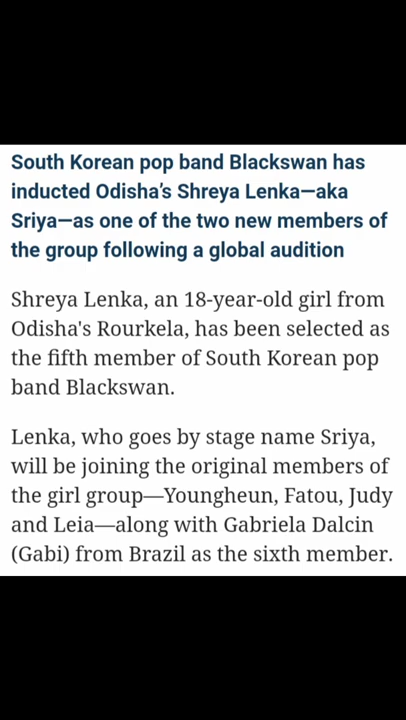 South Korean pop band Blackswan has
inducted Odisha’s Shreya Lenka—aka
Sriya—as one of the two new members of
the group following a global audition
Shreya Lenka, an 18-year-old girl from
Odisha's Rourkela, has been selected as
the fifth member of South Korean pop
band Blackswan.
Lenka, who goes by stage name Sriya,
will be joining the original members of
the girl group—Youngheun, Fatou, Judy
and Leia—along with Gabriela Dalcin
(Gabi) from Brazil as the sixth member.